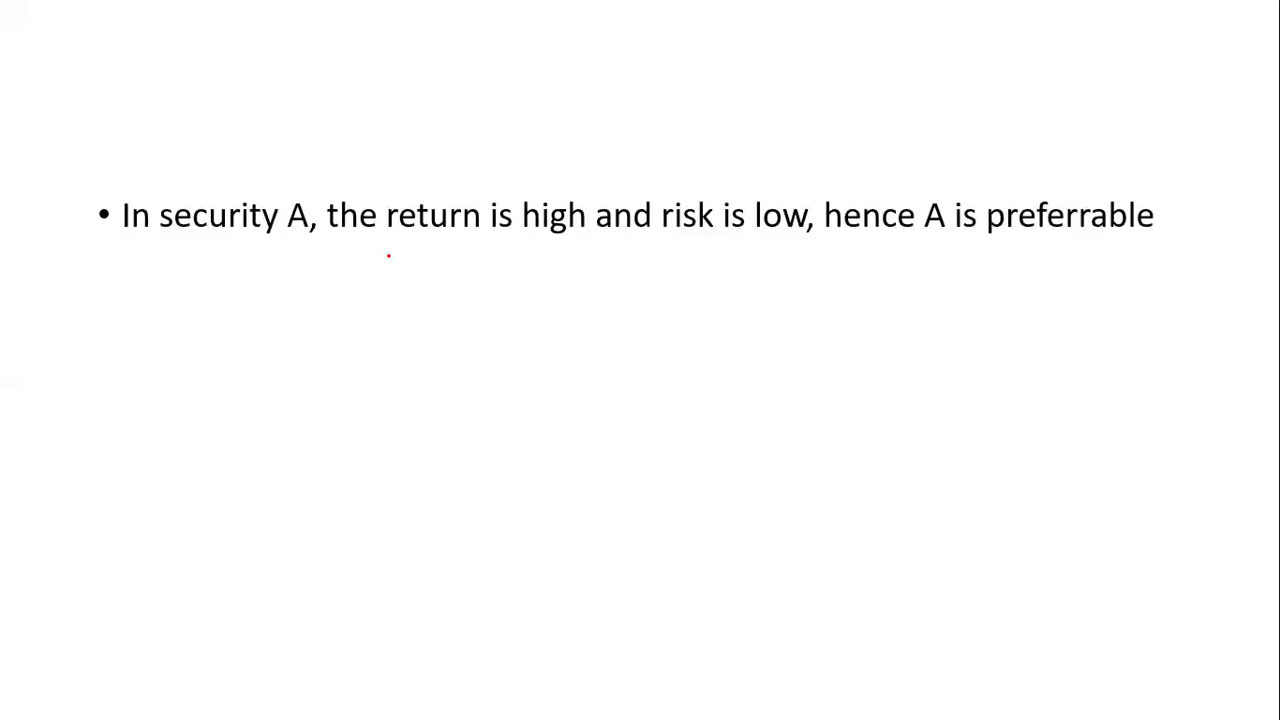 • In security A, the return is high and risk is low, hence A is preferrable